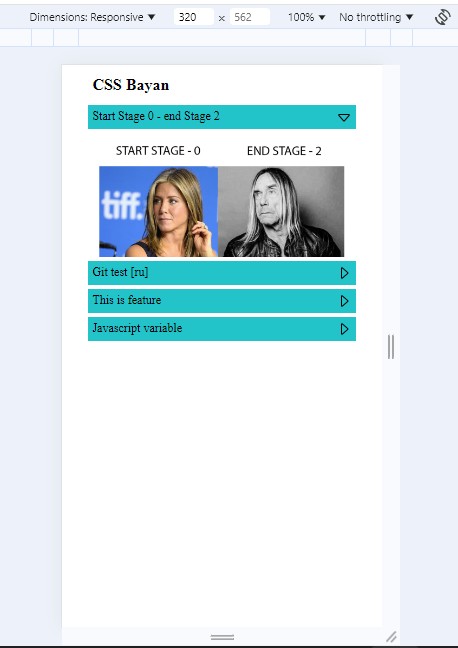 Dimensions: Responsive ▼ 320 x 562 100% ▼ No throttling ▼
CSS Bayan
Start Stage 0 - end Stage 2
START STAGE - 0 END STAGE - 2
tiff.
Git test [ru]
This is feature
Javascript variable